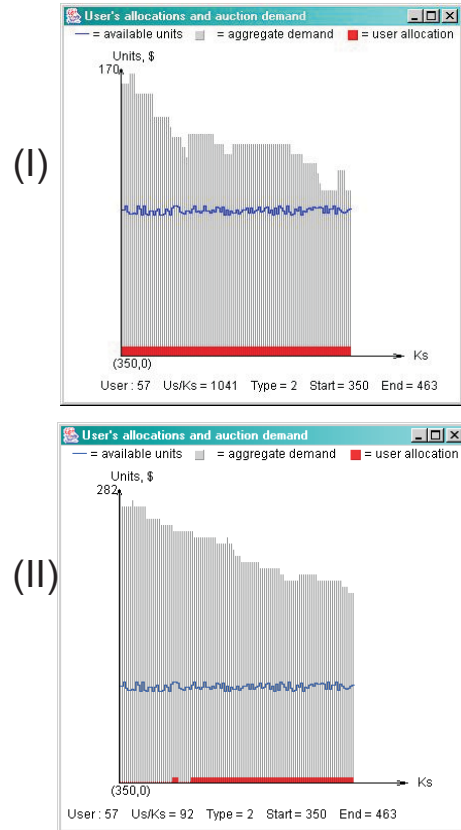 User's allocations and auction demand
= available units = aggregate demand = user allocation
Units, $
170
(I)
Ks
(350,0)
User : 57 Us/Ks = 1041 Type = 2 Start = 350 End = 463
User's allocations and auction demand
= available units = aggregate demand = user allocation
Units, $
282
(II)
Ks
(350,0)
User : 57 Us/Ks = 92 Type = 2 Start = 350 End = 463